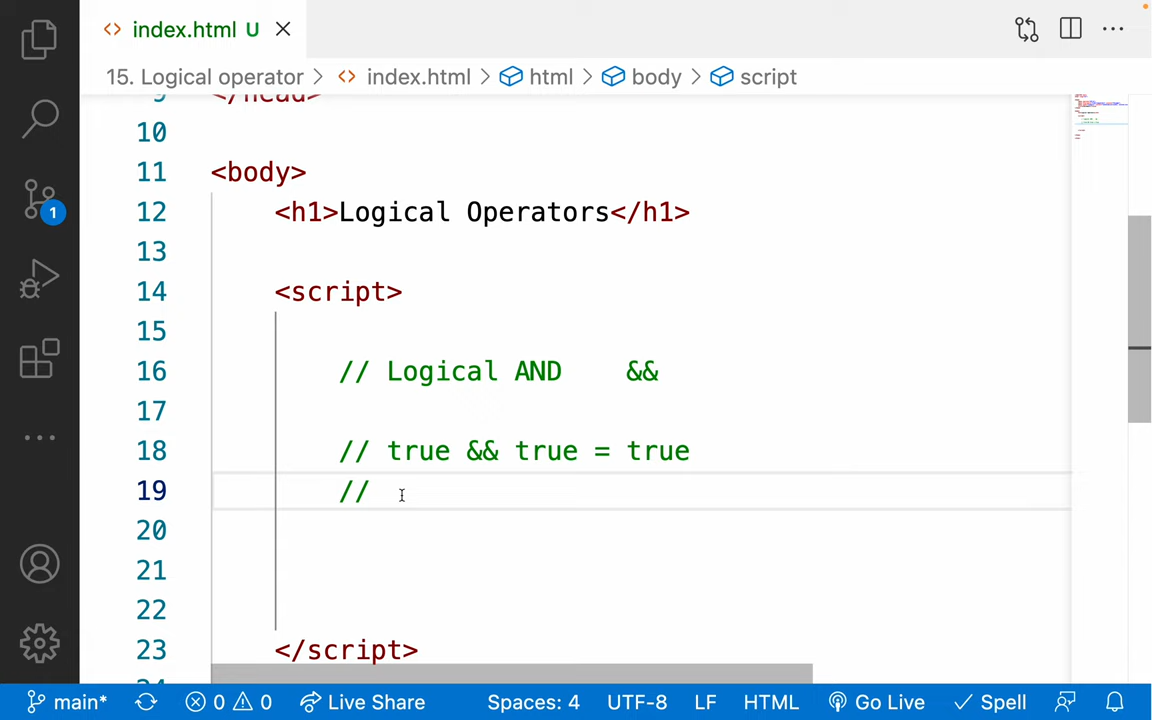 index.html U
15. Logical operator > index.html > html > body > script
9 </head>
10
11 <body>
12 <h1>Logical Operators</h1>
13
14 <script>
15
16 // Logical AND &&
17
18 // true && true = true
19 //
20
21
22
23 </script>
1
main* 0 0 Live Share Spaces: 4 UTF-8 LF HTML Go Live Spell